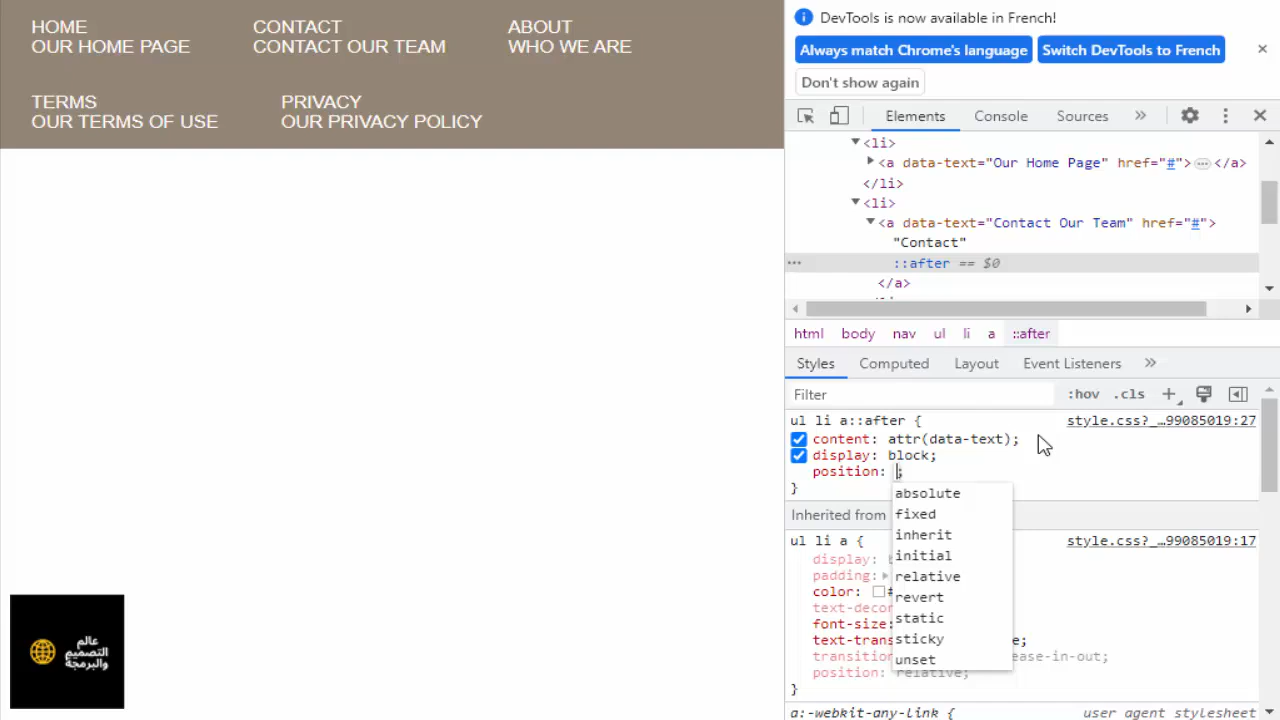 HOME
OUR HOME PAGE
CONTACT
CONTACT OUR TEAM
ABOUT
WHO WE ARE
TERMS
OUR TERMS OF USE
PRIVACY
OUR PRIVACY POLICY
عالم
التصميم
والبرمجة
DevTools is now available in French!
Always match Chrome's language
Switch DevTools to French
Don't show again
Elements
Console
Sources
<li>
<a data-text="Our Home Page" href="#">…</a>
</li>
<li>
<a data-text="Contact Our Team" href="#">
"Contact"
::after == $0
</a>
html body nav ul li a ::after
Styles
Computed
Layout
Event Listeners
Filter
:hov .cls
ul li a::after {
style.css?_…99085019:27
content: attr(data-text);
display: block;
position: ;
}
absolute
fixed
inherit
initial
relative
revert
static
sticky
unset
Inherited from
ul li a {
style.css?_…99085019:17
display:
padding:
color:
font-size:
ease-in-out;
position: relative;
}
a:-webkit-any-link {
user agent stylesheet